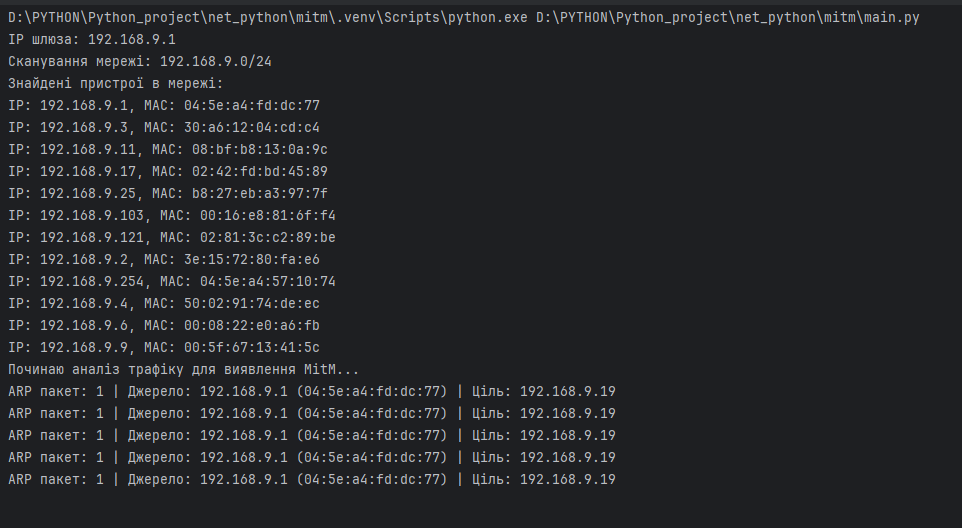 D:\PYTHON\Python_project\net_python\mitm\.venv\Scripts\python.exe D:\PYTHON\Python_project\net_python\mitm\main.py
IP шлюза: 192.168.9.1
Сканування мережі: 192.168.9.0/24
Знайдені пристрої в мережі:
IP: 192.168.9.1, MAC: 04:5e:a4:fd:dc:77
IP: 192.168.9.3, MAC: 30:a6:12:04:cd:c4
IP: 192.168.9.11, MAC: 08:bf:b8:13:0a:9c
IP: 192.168.9.17, MAC: 02:42:fd:bd:45:89
IP: 192.168.9.25, MAC: b8:27:eb:a3:97:7f
IP: 192.168.9.103, MAC: 00:16:e8:81:6f:f4
IP: 192.168.9.121, MAC: 02:81:3c:c2:89:be
IP: 192.168.9.2, MAC: 3e:15:72:80:fa:e6
IP: 192.168.9.254, MAC: 04:5e:a4:57:10:74
IP: 192.168.9.4, MAC: 50:02:91:74:de:ec
IP: 192.168.9.6, MAC: 00:08:22:e0:a6:fb
IP: 192.168.9.9, MAC: 00:5f:67:13:41:5c
Починаю аналіз трафіку для виявлення MitM...
ARP пакет: 1 | Джерело: 192.168.9.1 (04:5e:a4:fd:dc:77) | Ціль: 192.168.9.19
ARP пакет: 1 | Джерело: 192.168.9.1 (04:5e:a4:fd:dc:77) | Ціль: 192.168.9.19
ARP пакет: 1 | Джерело: 192.168.9.1 (04:5e:a4:fd:dc:77) | Ціль: 192.168.9.19
ARP пакет: 1 | Джерело: 192.168.9.1 (04:5e:a4:fd:dc:77) | Ціль: 192.168.9.19
ARP пакет: 1 | Джерело: 192.168.9.1 (04:5e:a4:fd:dc:77) | Ціль: 192.168.9.19